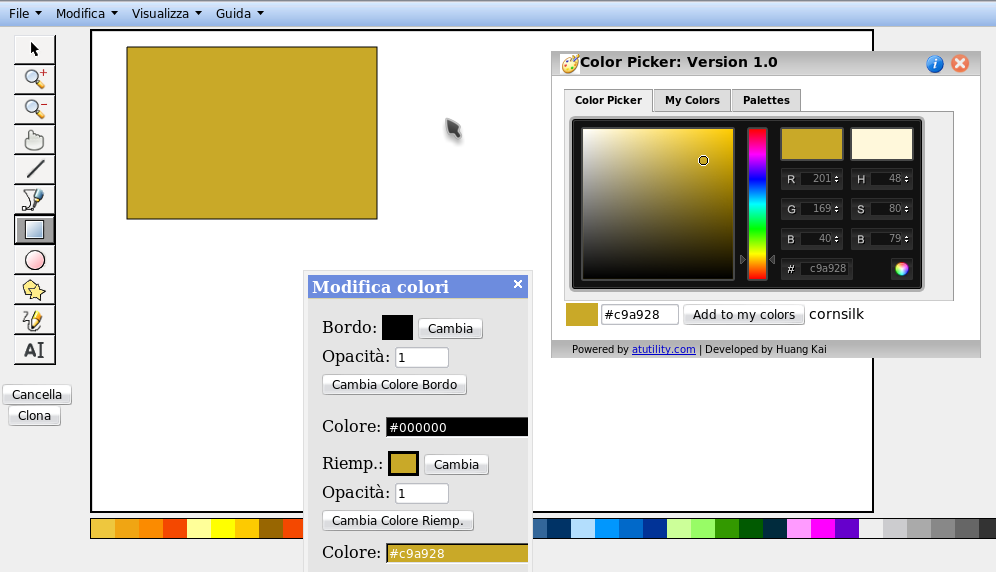 File Modifica Visualizza Guida
Color Picker: Version 1.0
Color Picker My Colors Palettes
R 201 H 48
G 169 S 80
B 40 B 79
# c9a928
#c9a928 Add to my colors cornsilk
Powered by atutility.com | Developed by Huang Kai
Modifica colori
Bordo: Cambia
Opacità: 1
Cambia Colore Bordo
Colore: #000000
Riemp.: Cambia
Opacità: 1
Cambia Colore Riemp.
Colore: #c9a928
AI
Cancella
Clona